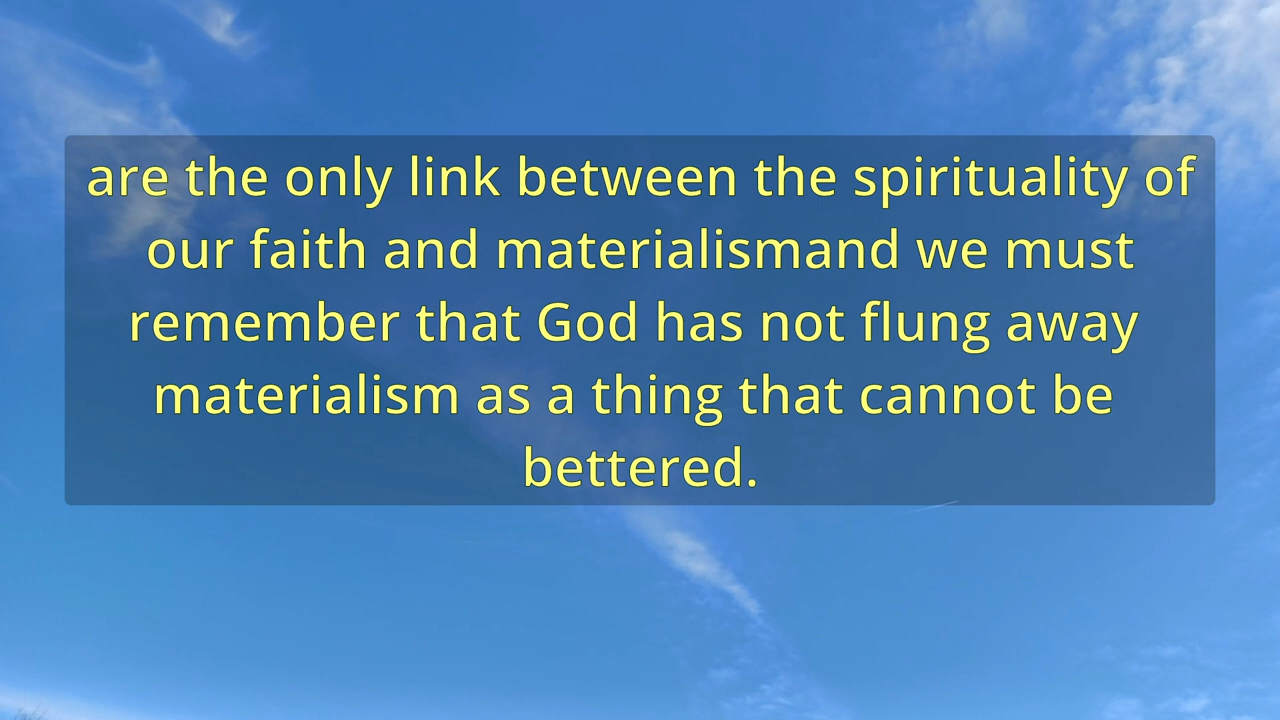 are the only link between the spirituality of
our faith and materialismand we must
remember that God has not flung away
materialism as a thing that cannot be
bettered.